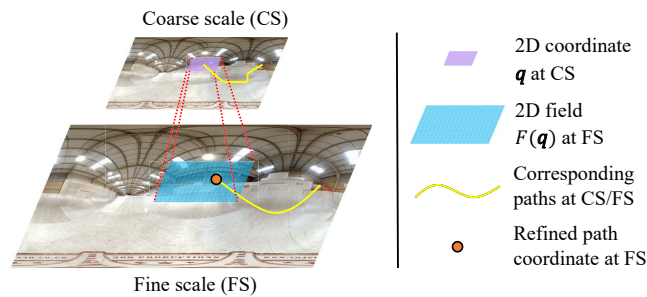 Coarse scale (CS)
Fine scale (FS)
2D coordinate
q at CS
2D field
F(q) at FS
Corresponding
paths at CS/FS
Refined path
coordinate at FS